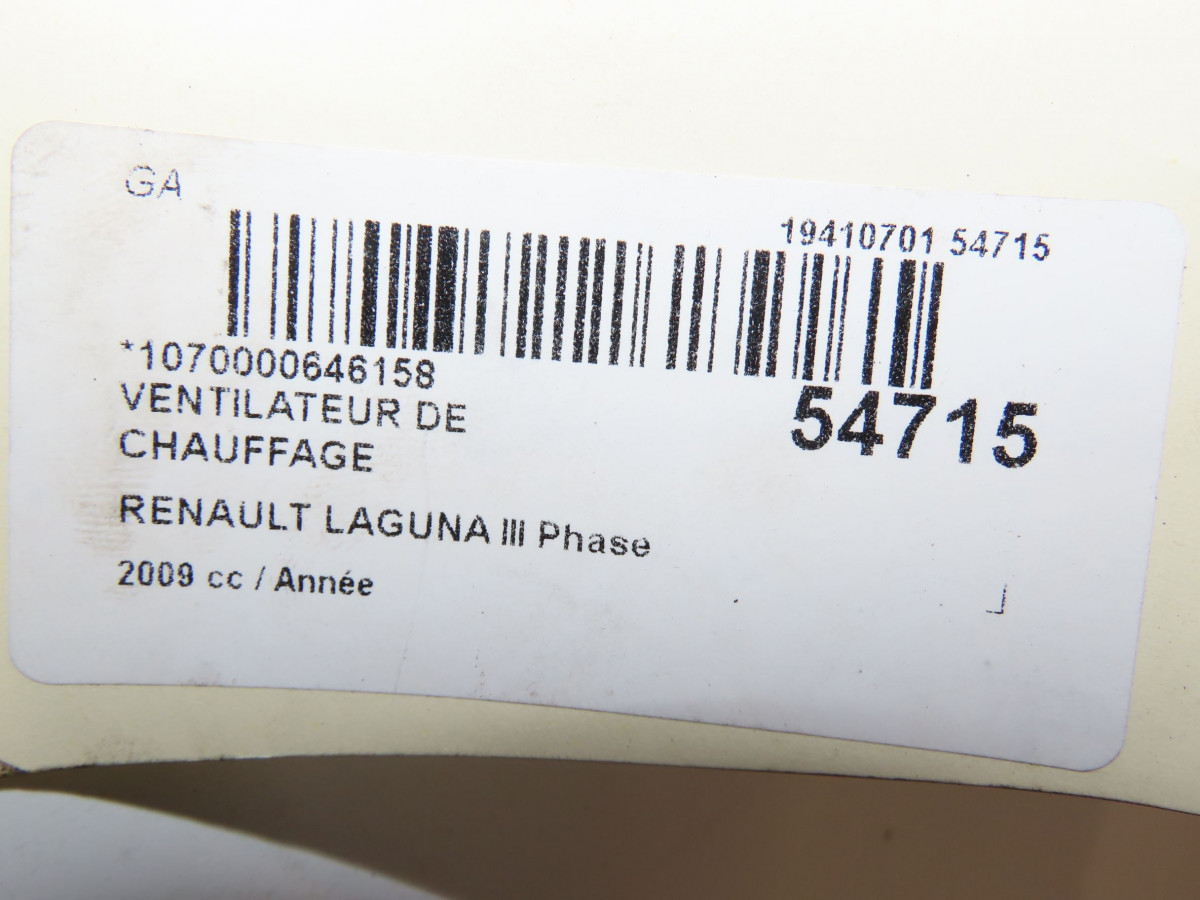 GA
19410701 54715
*1070000646158
VENTILATEUR DE
CHAUFFAGE
54715
RENAULT LAGUNA III Phase
2009 cc / Année